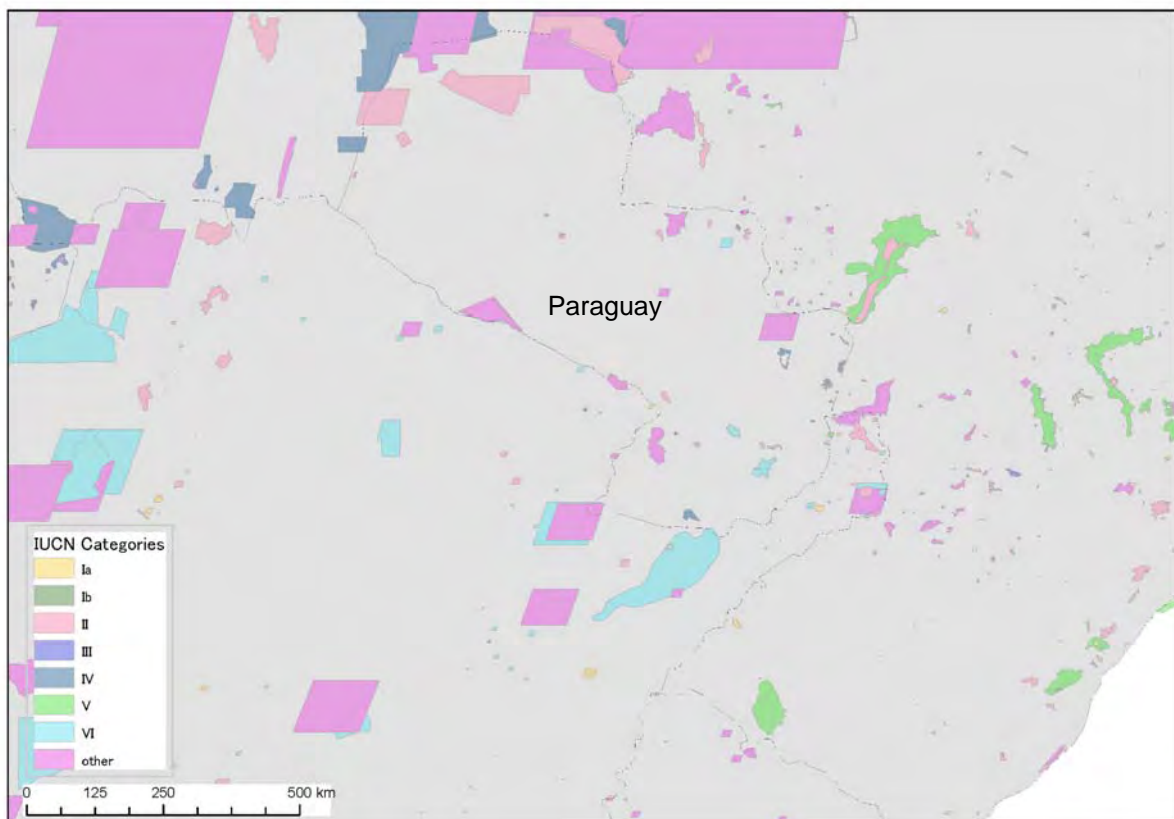 Paraguay
IUCN Categories
Ia
Ib
II
III
IV
V
VI
other
0 125 250 500 km